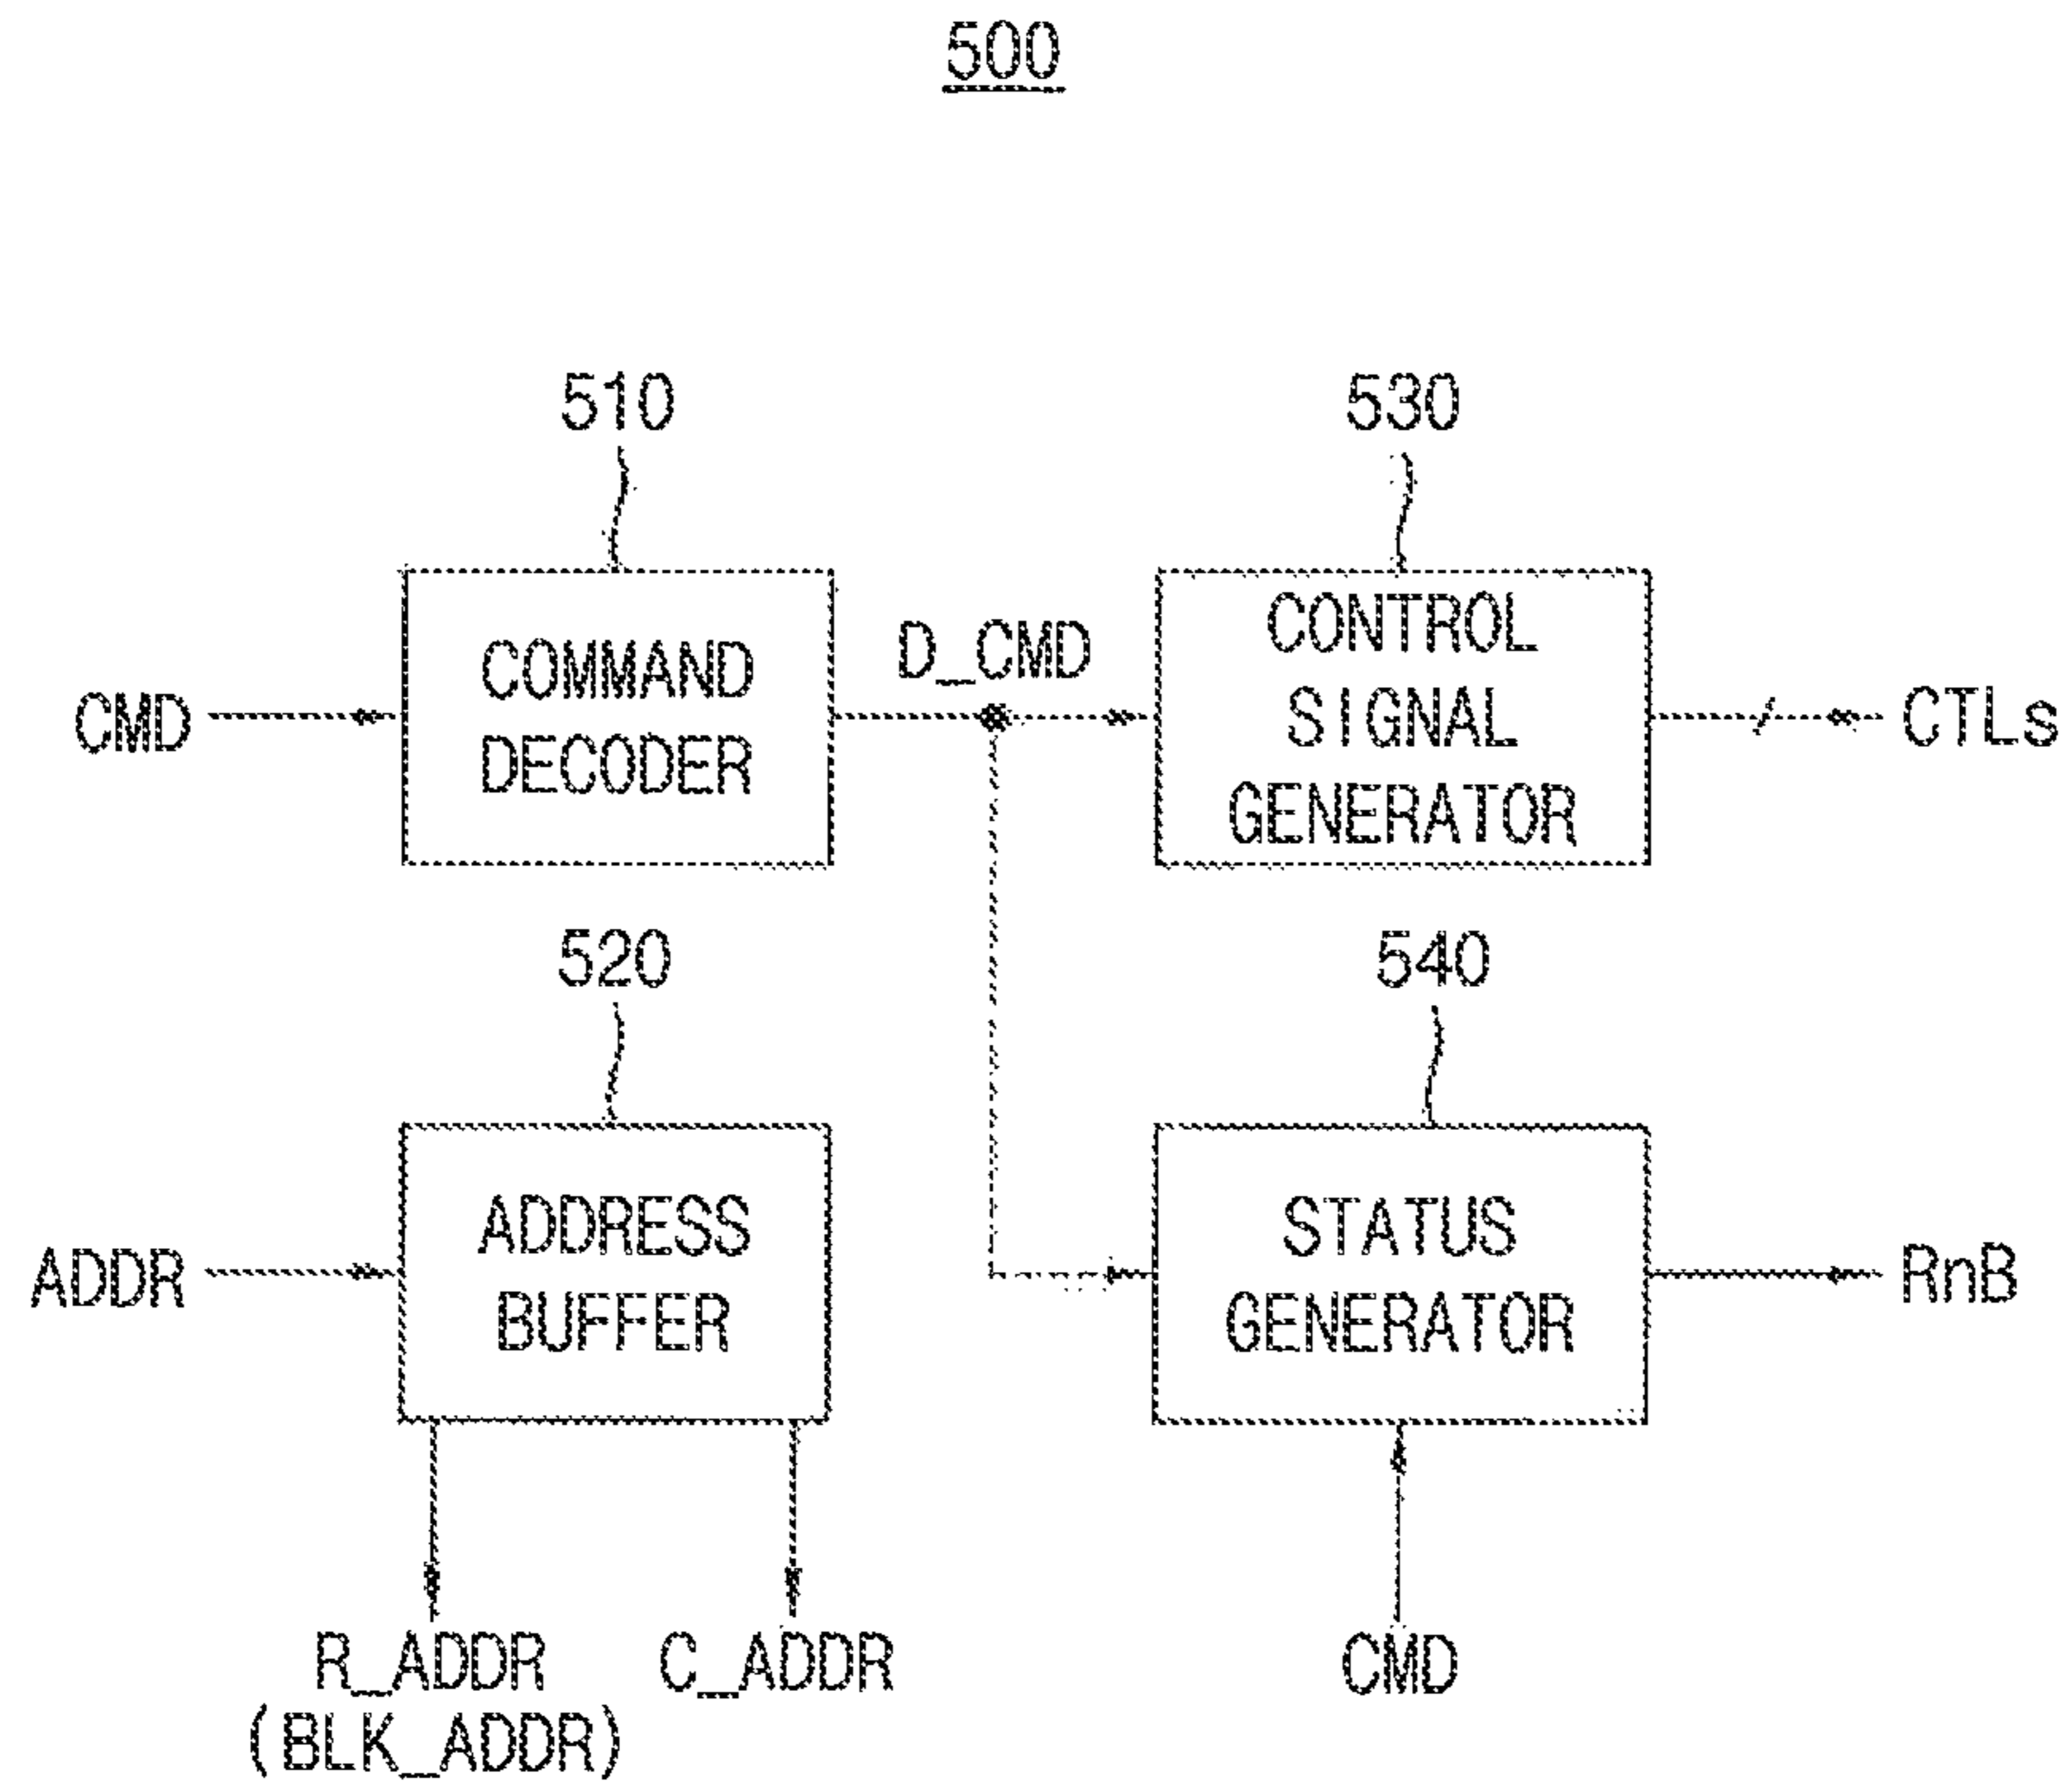 500
510
530
CMD
COMMAND
DECODER
D_CMD
CONTROL
SIGNAL
GENERATOR
CTLs
520
540
ADDR
ADDRESS
BUFFER
STATUS
GENERATOR
RnB
R_ADDR
(BLK_ADDR)
C_ADDR
CMD